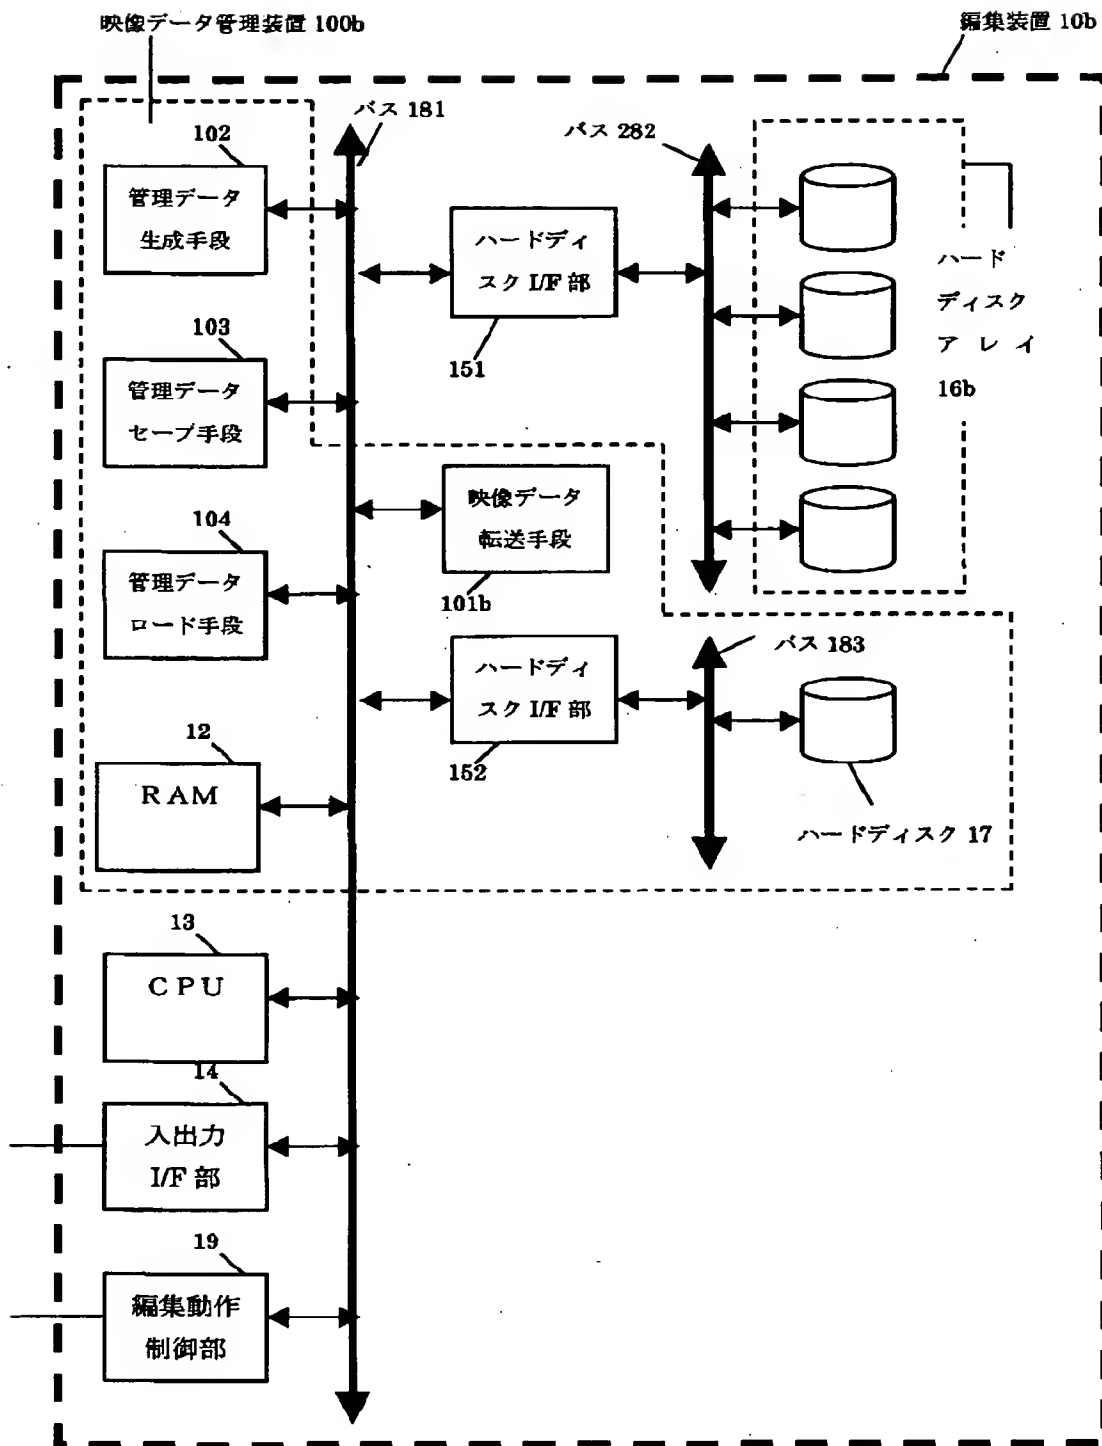 映像データ管理装置 100b
編集装置 10b
バス 181
バス 282
102
管理データ
生成手段
ハードディ
スク I/F 部
151
ハード
ディスク
アレイ
16b
103
管理データ
セーブ手段
映像データ
転送手段
101b
104
管理データ
ロード手段
ハードディ
スク I/F 部
152
バス 183
ハードディスク 17
12
RAM
13
CPU
14
入出力
I/F 部
19
編集動作
制御部